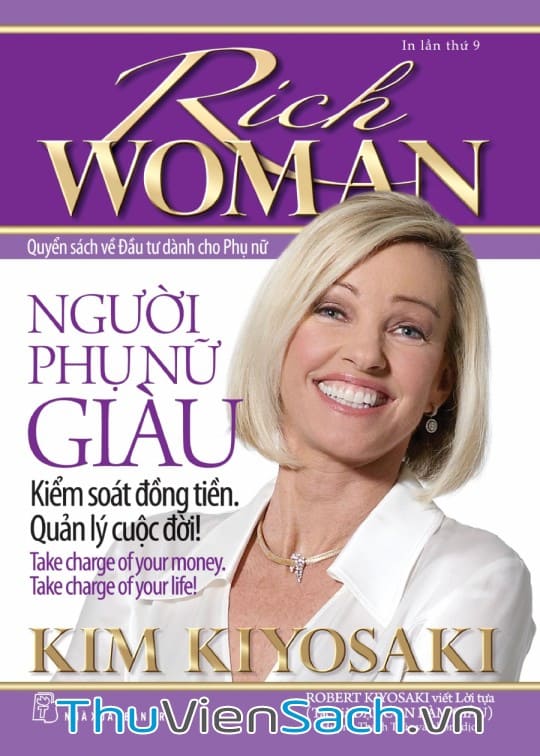 In lần thứ 9
Rich
WOMAN
Quyển sách về Đầu tư dành cho Phụ nữ
NGƯỜI
PHỤ NỮ
GIÀU
Kiểm soát đồng tiền.
Quản lý cuộc đời!
Take charge of your money.
Take charge of your life!
KIM KIYOSAKI
ROBERT KIYOSAKI viết Lời tựa
ThuVienSach.vn